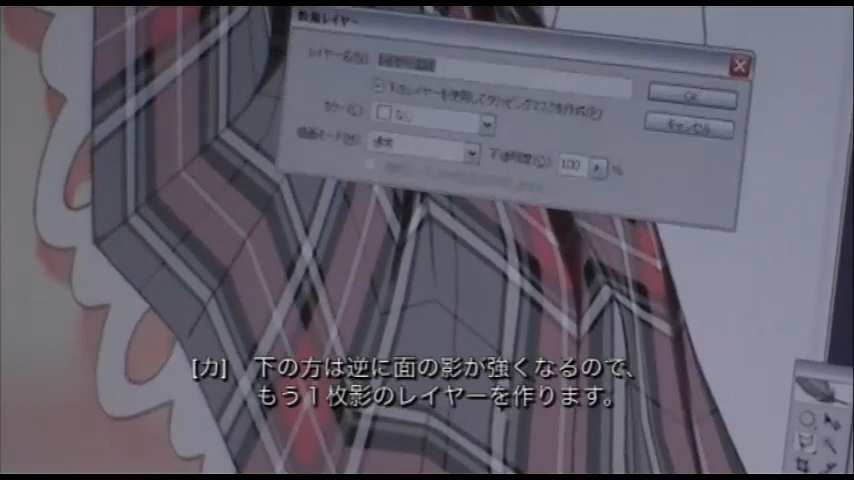 新規レイヤー
レイヤー名(N):
下のレイヤーを使用してクリッピングマスクを作成(P)
OK
カラー(C):
なし
キャンセル
描画モード(M):
通常
不透明度(O):
100
%
[カ] 下の方は逆に面の影が強くなるので、
もう1枚影のレイヤーを作ります。